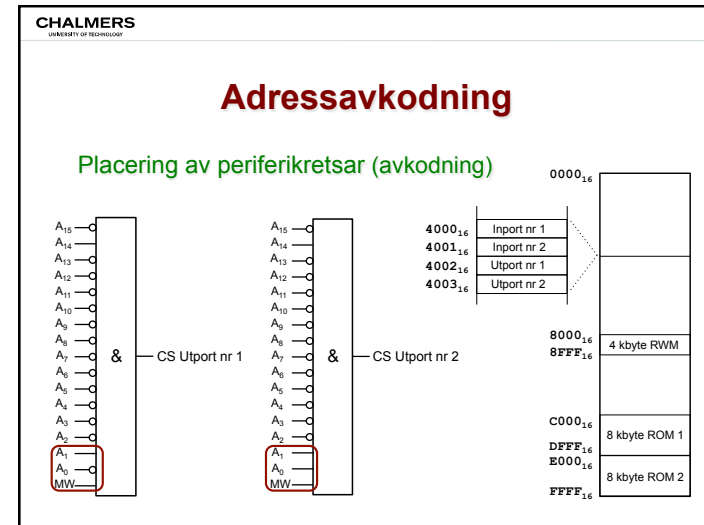 CHALMERS
UNIVERSITY OF TECHNOLOGY
Adressavkodning
Placering av periferikretsar (avkodning)
A₁₅
A₁₄
A₁₃
A₁₂
A₁₁
A₁₀
A₉
A₈
A₇
A₆
A₅
A₄
A₃
A₂
A₁
A₀
MW
&
CS Utport nr 1
A₁₅
A₁₄
A₁₃
A₁₂
A₁₁
A₁₀
A₉
A₈
A₇
A₆
A₅
A₄
A₃
A₂
A₁
A₀
MW
&
CS Utport nr 2
4000₁₆ Inport nr 1
4001₁₆ Inport nr 2
4002₁₆ Utport nr 1
4003₁₆ Utport nr 2
0000₁₆
8000₁₆
4 kbyte RWM
8FFF₁₆
C000₁₆
8 kbyte ROM 1
DFFF₁₆
E000₁₆
8 kbyte ROM 2
FFFF₁₆